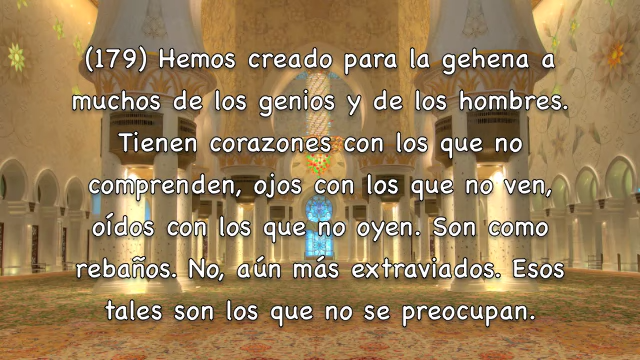 (179) Hemos creado para la gehena a
muchos de los genios y de los hombres.
Tienen corazones con los que no
comprenden, ojos con los que no ven,
oídos con los que no oyen. Son como
rebaños. No, aún más extraviados. Esos
tales son los que no se preocupan.